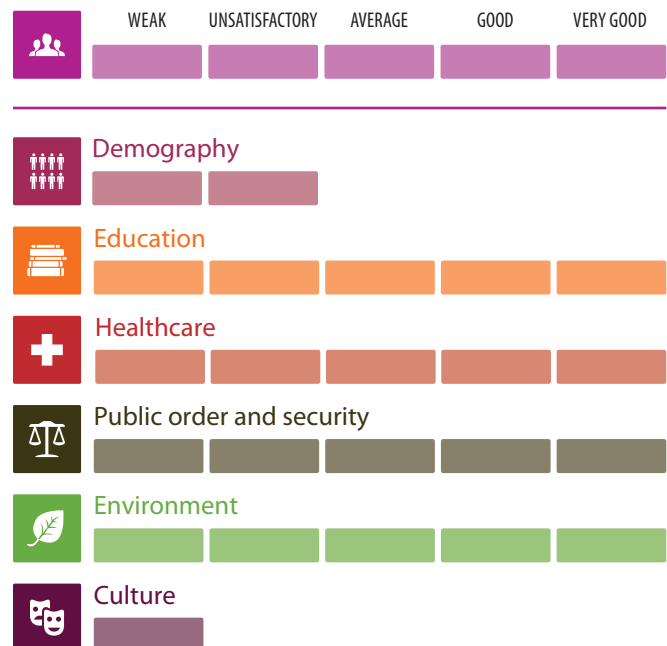 WEAK UNSATISFACTORY AVERAGE GOOD VERY GOOD
Demography
Education
Healthcare
Public order and security
Environment
Culture